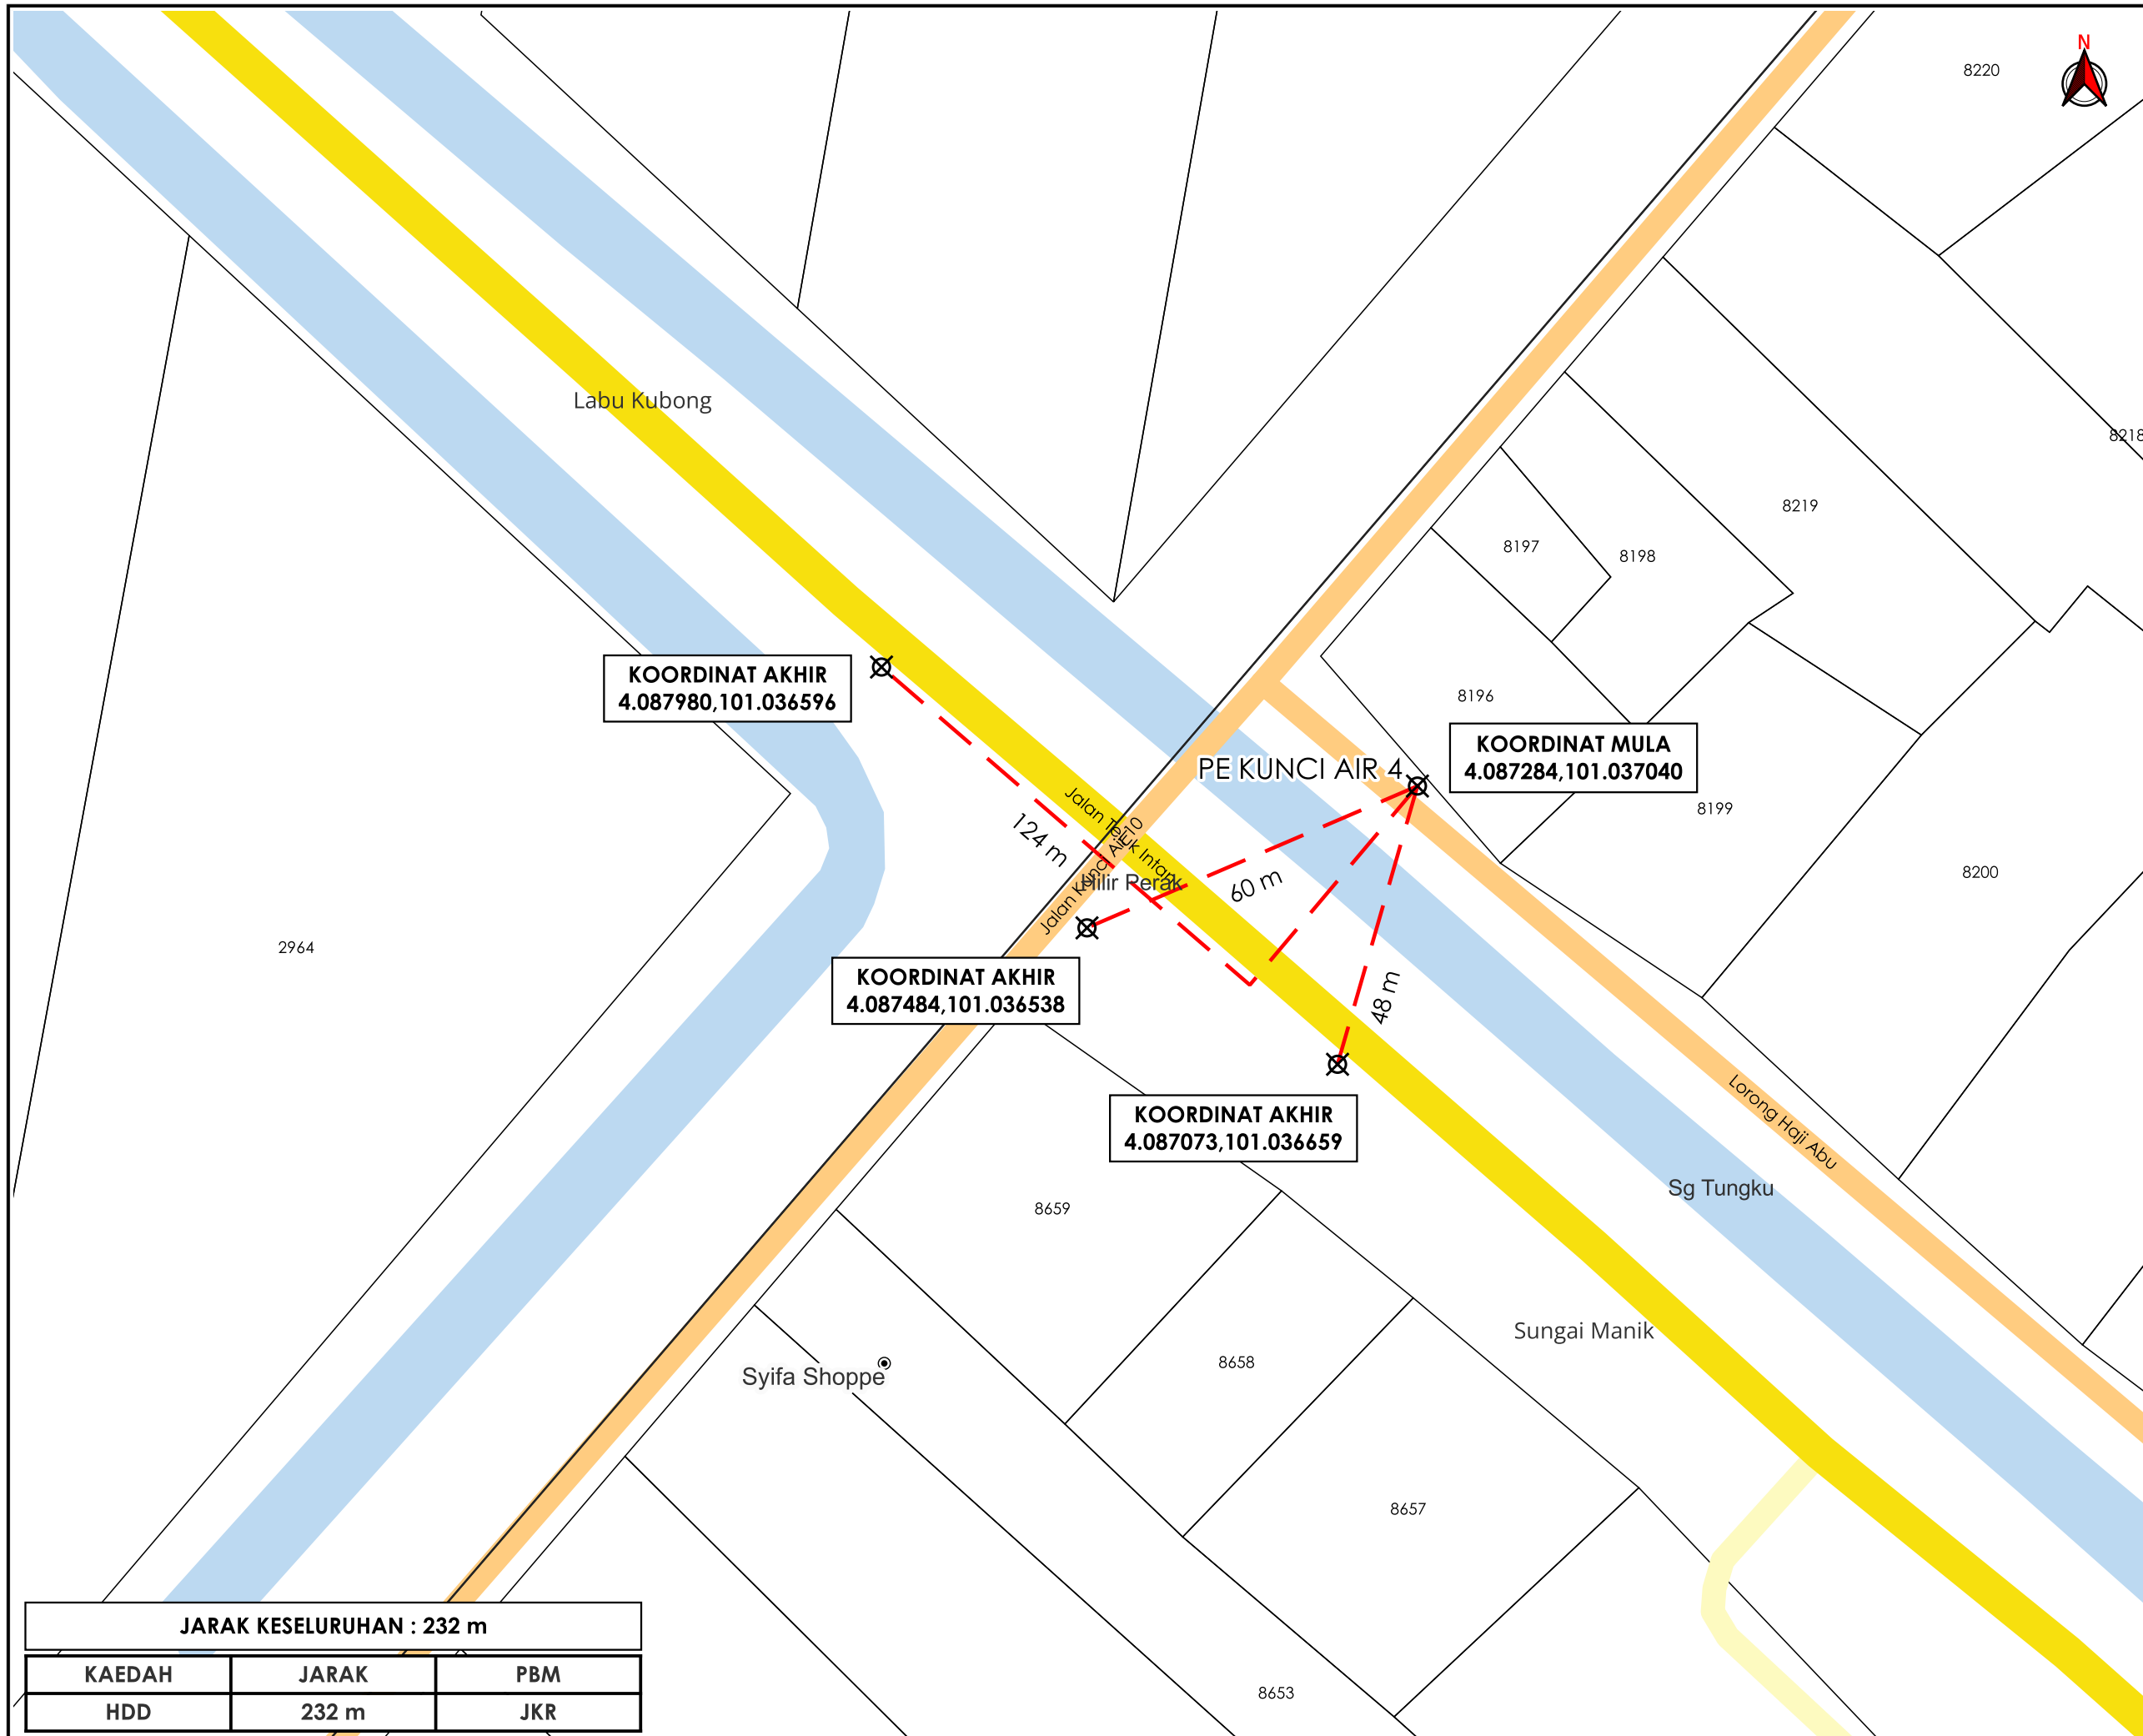 N
8220
8218
Labu Kubong
8219
8197
8198
KOORDINAT AKHIR
4.087980,101.036596
8196
KOORDINAT MULA
4.087284,101.037040
PE KUNCI AIR 4
8199
Jalan Teluk Intan
124 m
Jalan Kunci Air 10
Hilir Perak
60 m
8200
2964
KOORDINAT AKHIR
4.087484,101.036538
48 m
KOORDINAT AKHIR
4.087073,101.036659
Lorong Haji Abu
Sg Tungku
8659
Sungai Manik
8658
Syifa Shoppe
8657
8653
JARAK KESELURUHAN : 232 m
KAEDAH JARAK PBM
HDD 232 m JKR